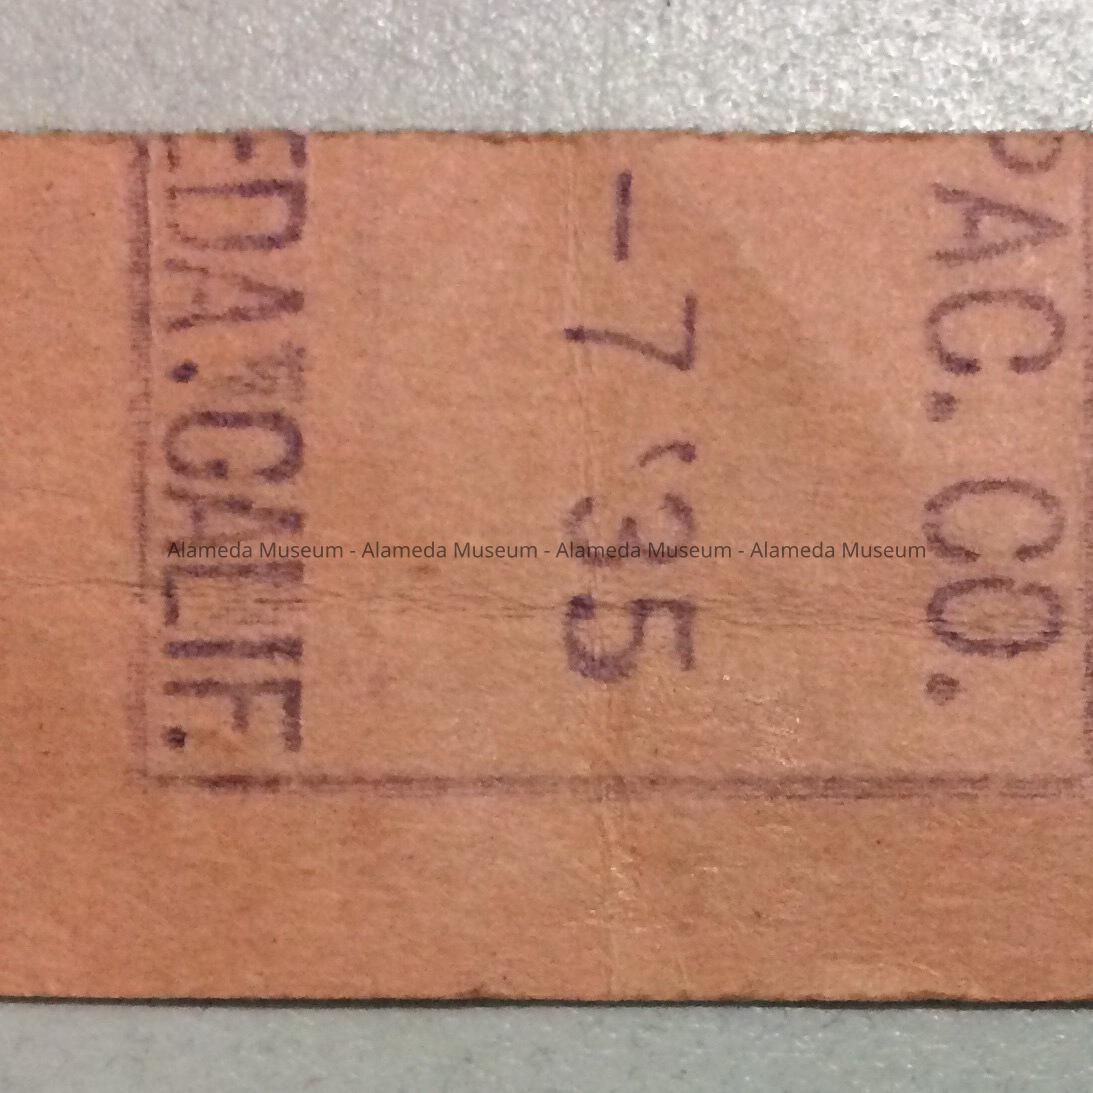 PAC. CO.
- 7 '35
EDA. CALIF.
Alameda Museum - Alameda Museum - Alameda Museum - Alameda Museum